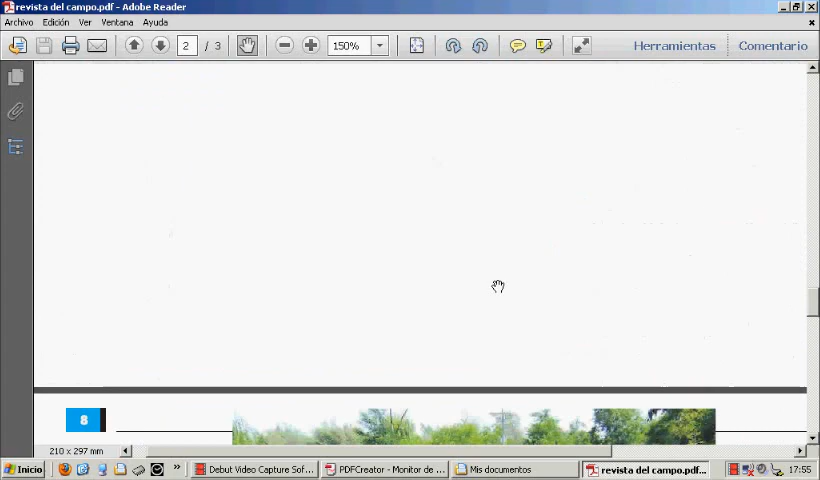 revista del campo.pdf - Adobe Reader
Archivo Edición Ver Ventana Ayuda
2 / 3 150% Herramientas Comentario
8
210 x 297 mm
Inicio » Debut Video Capture Sof... PDFCreator - Monitor de ... Mis documentos revista del campo.pdf... 17:55